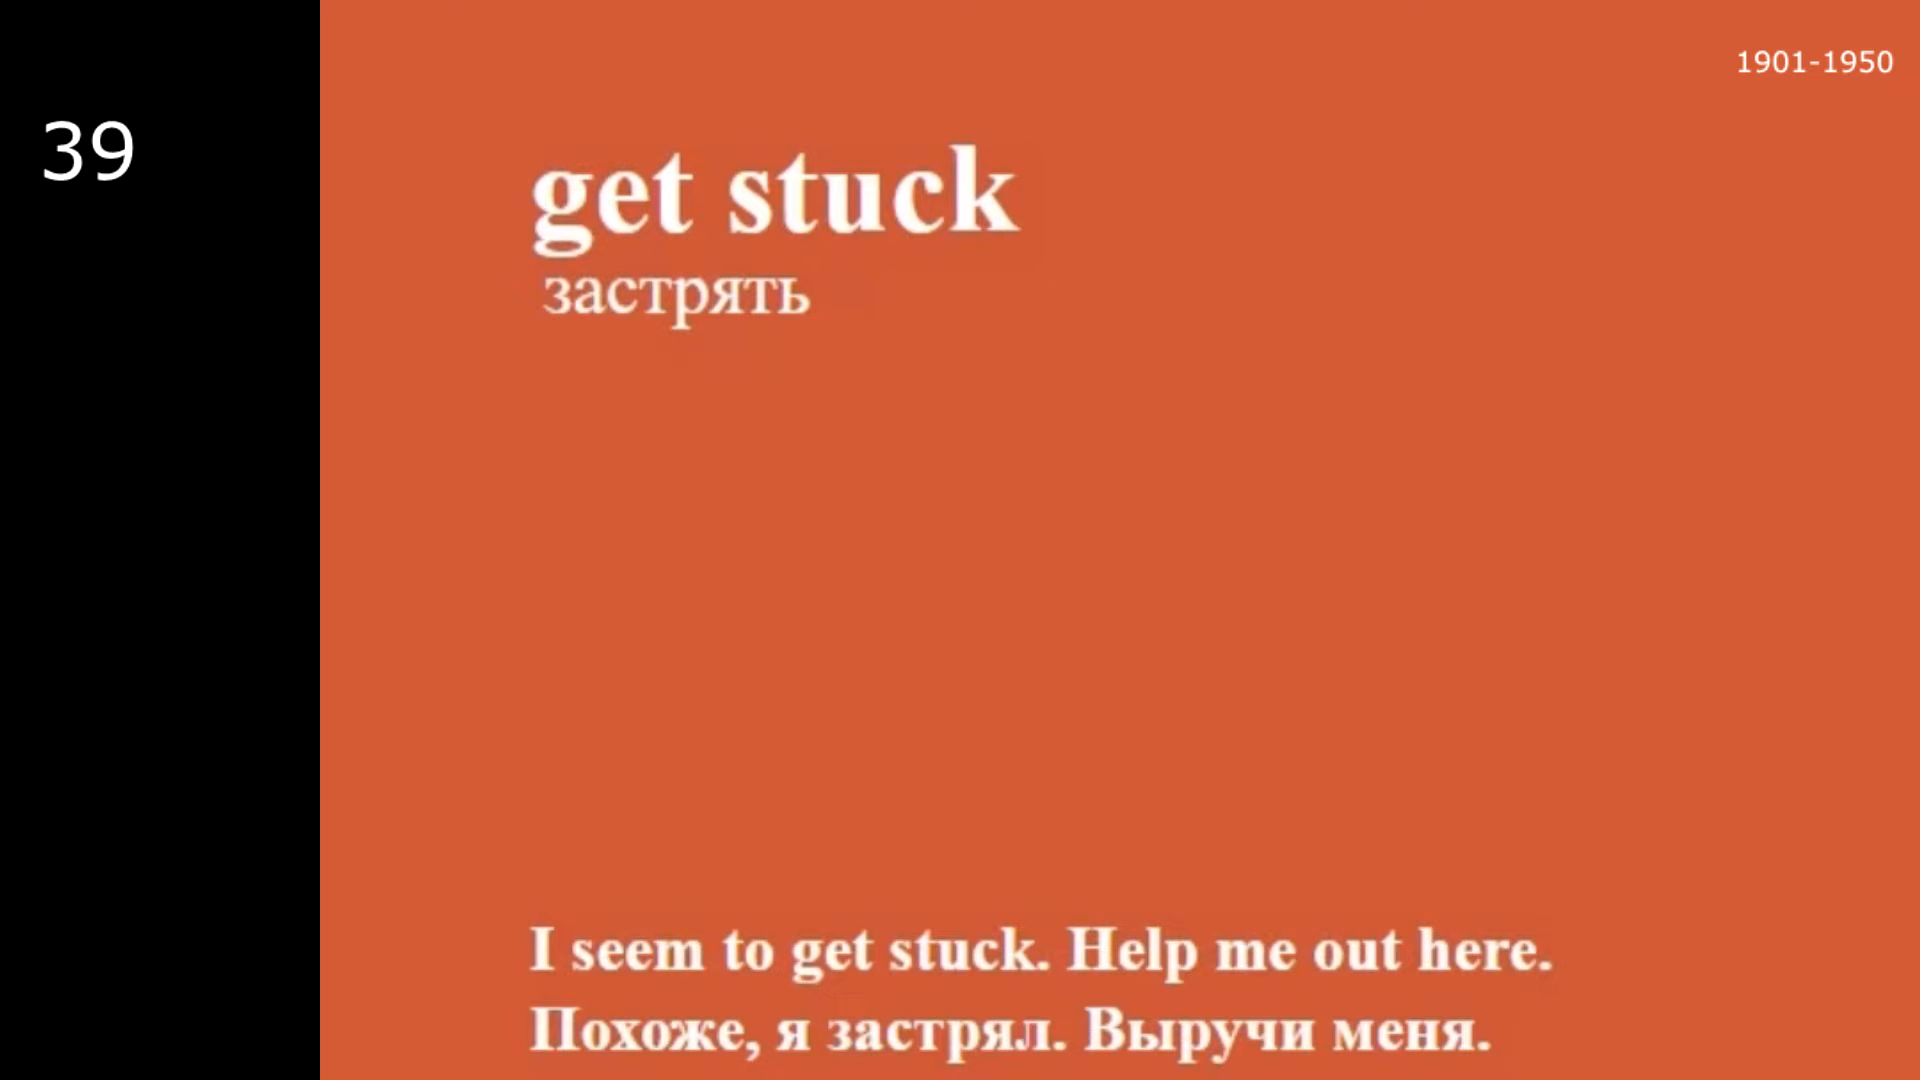 1901-1950
39
get stuck
застрять
I seem to get stuck. Help me out here.
Похоже, я застрял. Выручи меня.